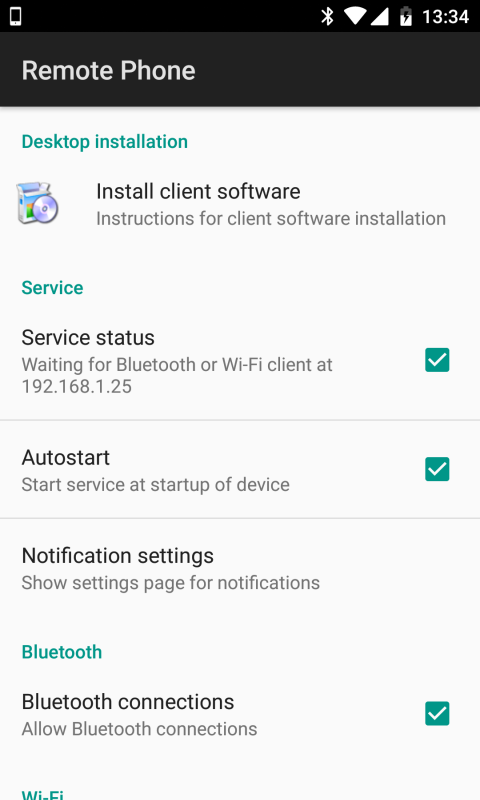 13:34
Remote Phone
Desktop installation
Install client software
Instructions for client software installation
Service
Service status
Waiting for Bluetooth or Wi-Fi client at
192.168.1.25
Autostart
Start service at startup of device
Notification settings
Show settings page for notifications
Bluetooth
Bluetooth connections
Allow Bluetooth connections
Wi-Fi